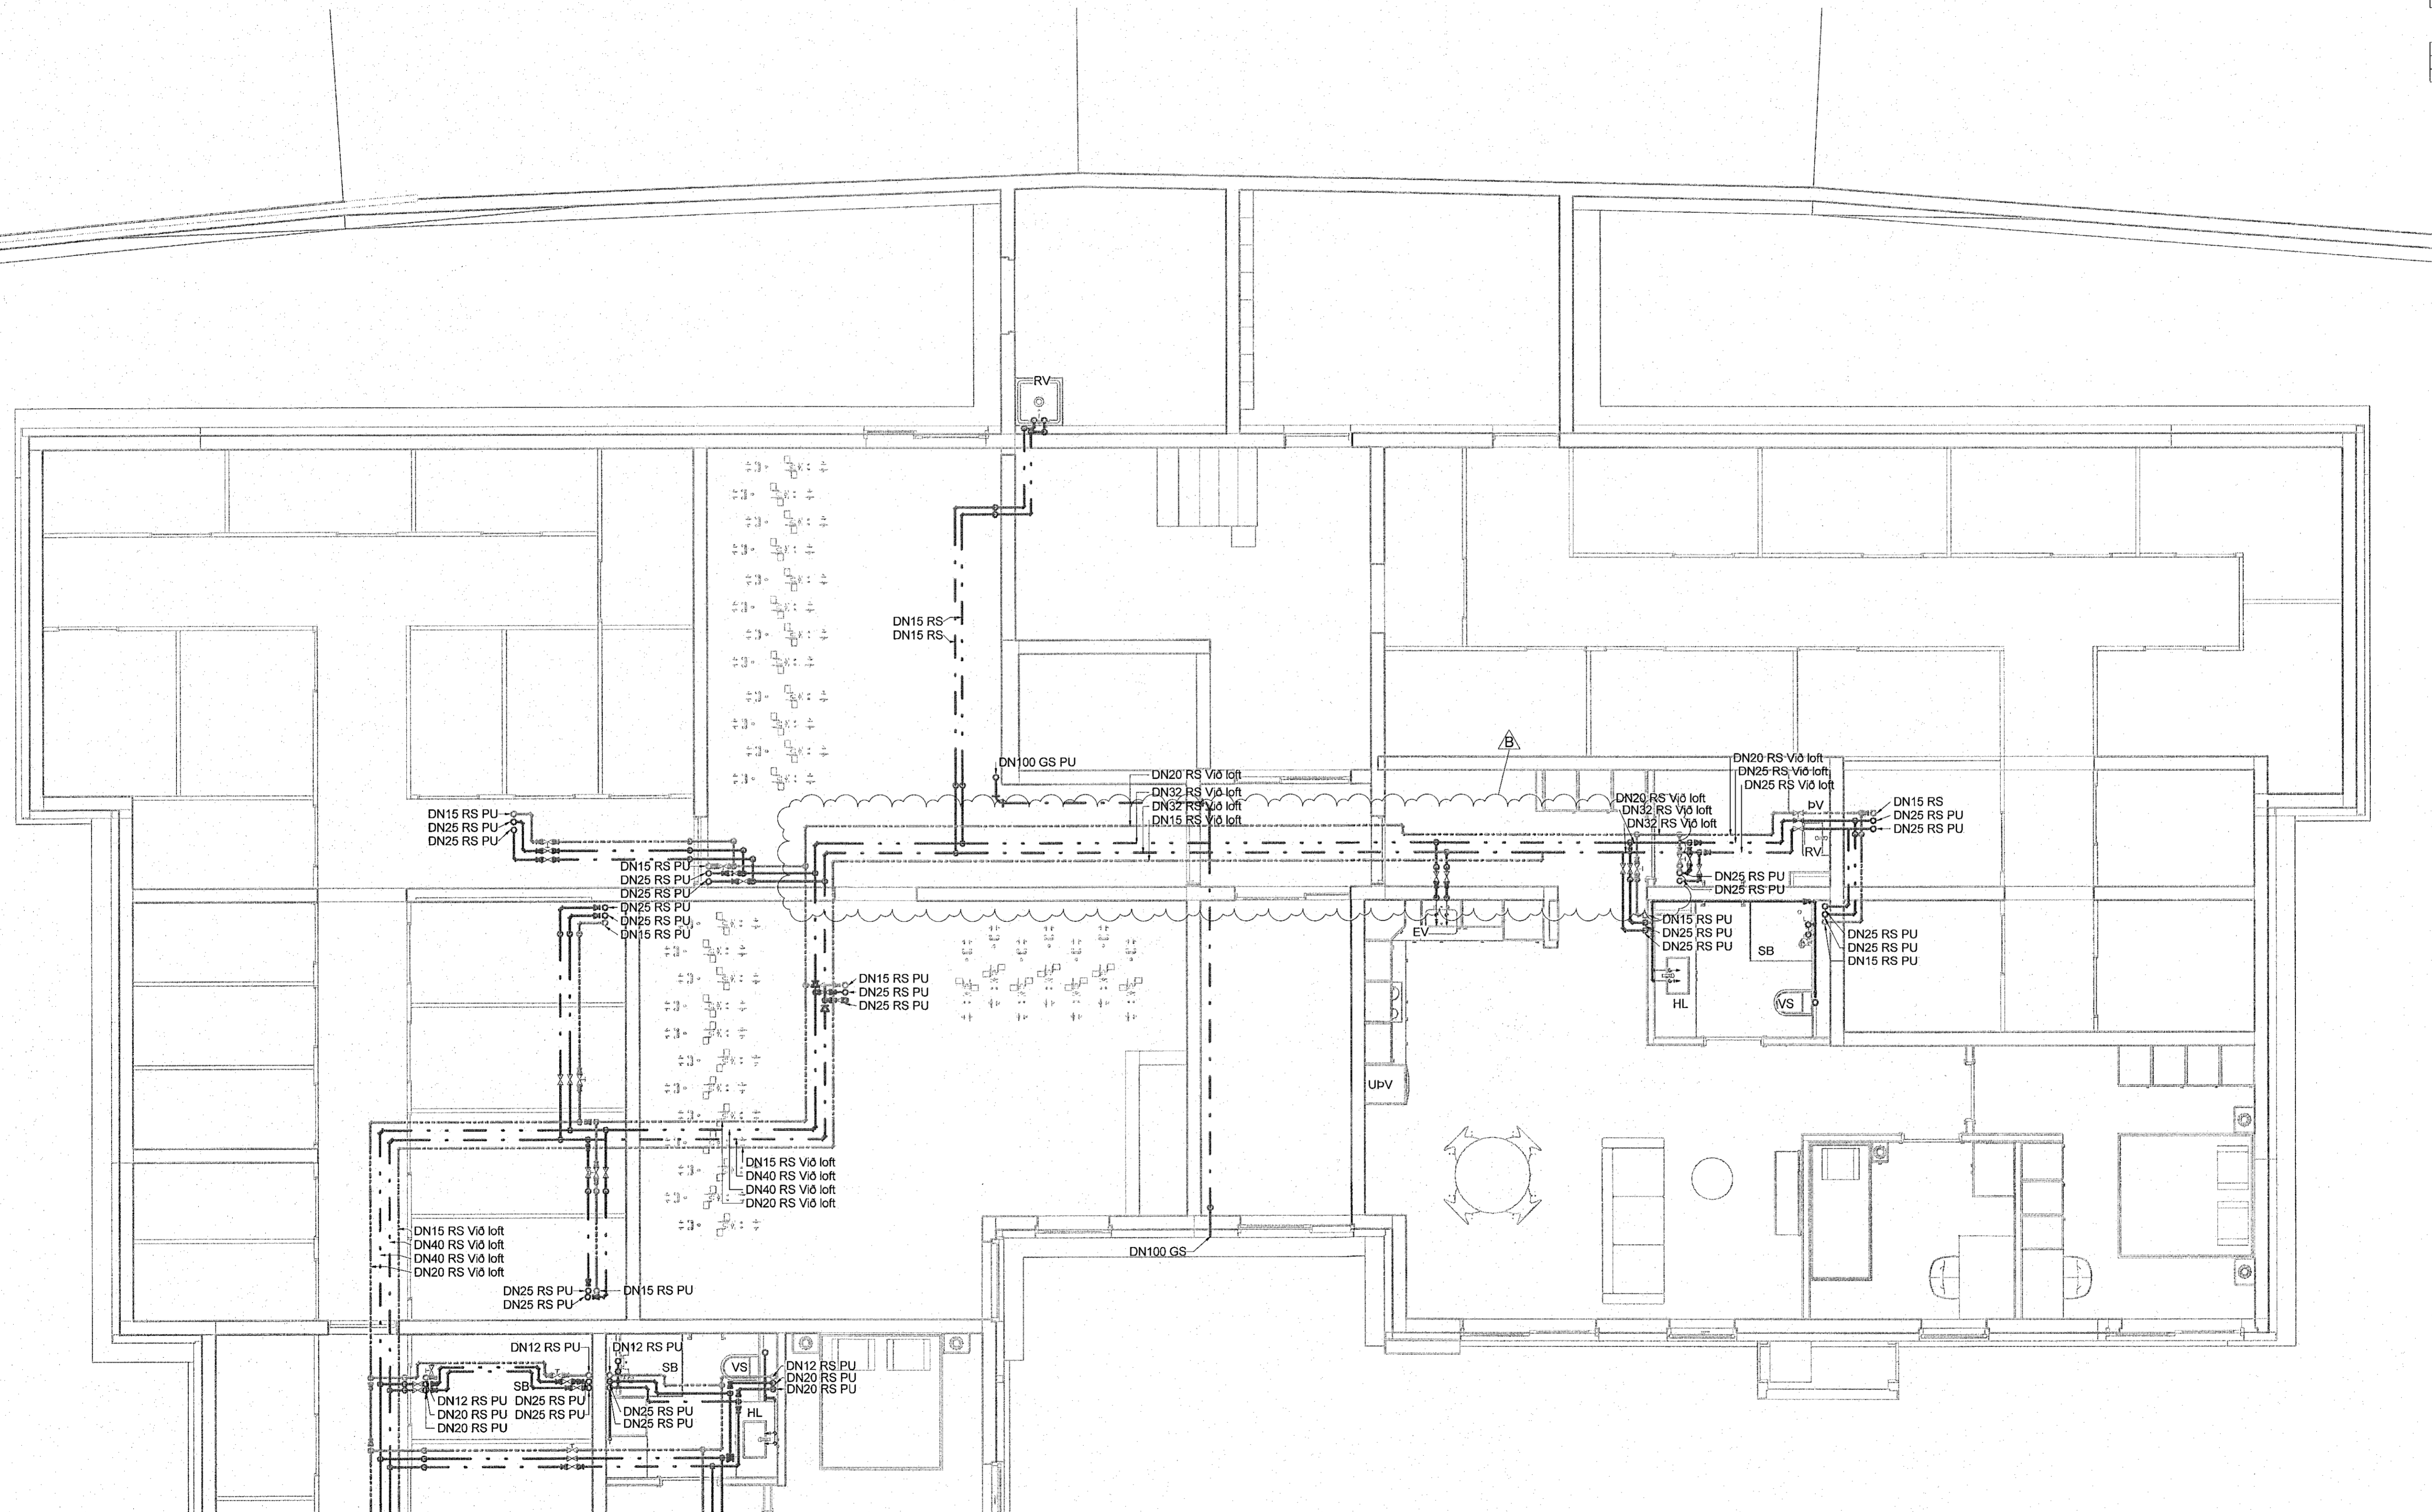 RV
DN15 RS
DN15 RS
B
DN100 GS PU
DN20 RS Við loft
DN32 RS Við loft
DN32 RS Við loft
DN15 RS Við loft
DN20 RS Við loft
DN25 RS Við loft
DN25 RS Við loft
DN20 RS Við loft
DN32 RS Við loft
DN32 RS Við loft
ÞV
DN15 RS
DN25 RS PU
DN25 RS PU
RV
DN15 RS PU
DN25 RS PU
DN25 RS PU
DN15 RS PU
DN25 RS PU
DN25 RS PU
DN25 RS PU
DN25 RS PU
DN15 RS PU
DN25 RS PU
DN25 RS PU
DN15 RS PU
DN25 RS PU
DN25 RS PU
EV
SB
DN25 RS PU
DN25 RS PU
DN15 RS PU
HL
VS
DN15 RS PU
DN25 RS PU
DN25 RS PU
UÞV
DN15 RS Við loft
DN40 RS Við loft
DN40 RS Við loft
DN20 RS Við loft
DN15 RS Við loft
DN40 RS Við loft
DN40 RS Við loft
DN20 RS Við loft
DN100 GS
DN25 RS PU
DN25 RS PU
DN15 RS PU
DN12 RS PU
DN12 RS PU
SB
VS
DN12 RS PU
DN20 RS PU
DN20 RS PU
SB
DN12 RS PU
DN20 RS PU
DN20 RS PU
DN25 RS PU
DN25 RS PU
DN25 RS PU
DN25 RS PU
HL